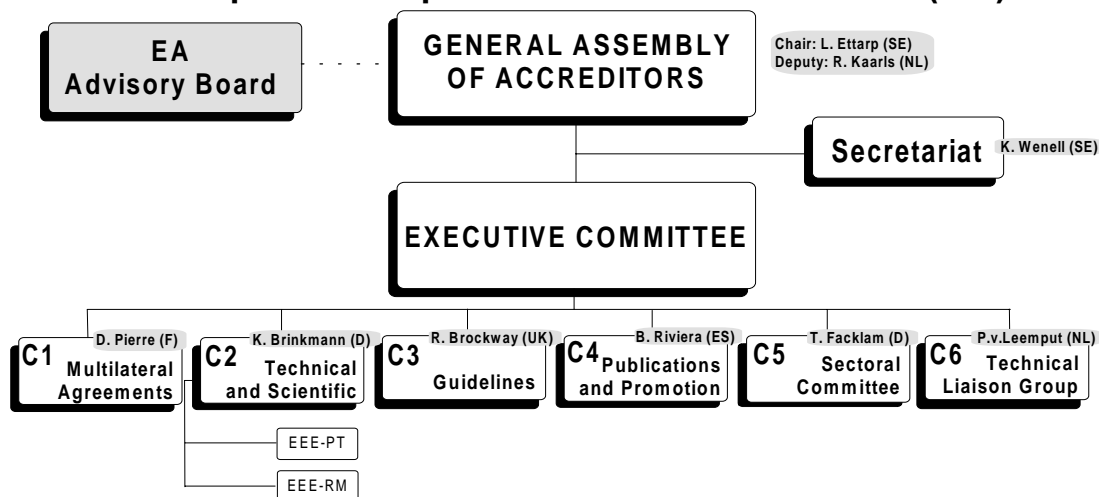 EA
Advisory Board
GENERAL ASSEMBLY
OF ACCREDITORS
Chair: L. Ettarp (SE)
Deputy: R. Kaarls (NL)
Secretariat
K. Wenell (SE)
EXECUTIVE COMMITTEE
D. Pierre (F)
C1
Multilateral
Agreements
K. Brinkmann (D)
C2
Technical
and Scientific
R. Brockway (UK)
C3
Guidelines
B. Riviera (ES)
C4
Publications
and Promotion
T. Facklam (D)
C5
Sectoral
Committee
P.v.Leemput (NL)
C6
Technical
Liaison Group
EEE-PT
EEE-RM